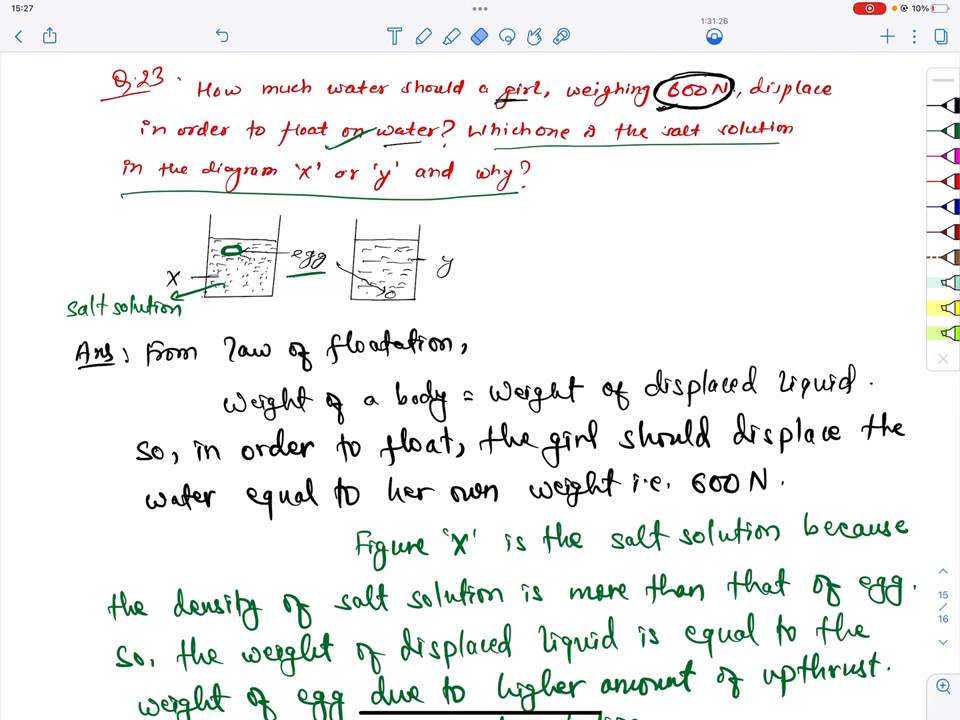 15:27
10%
1:31:26
T
Q.23. How much water should a girl, weighing 600N, displace
in order to float on water? Which one is the salt solution
in the diagram 'x' or 'y' and why?
egg
x
y
salt solution
Ans: From law of floatation,
weight of a body = weight of displaced liquid.
so, in order to float, the girl should displace the
water equal to her own weight i.e. 600 N.
Figure 'x' is the salt solution because
the density of salt solution is more than that of egg.
so, the weight of displaced liquid is equal to the
weight of egg due to higher amount of upthrust.
15
/
16